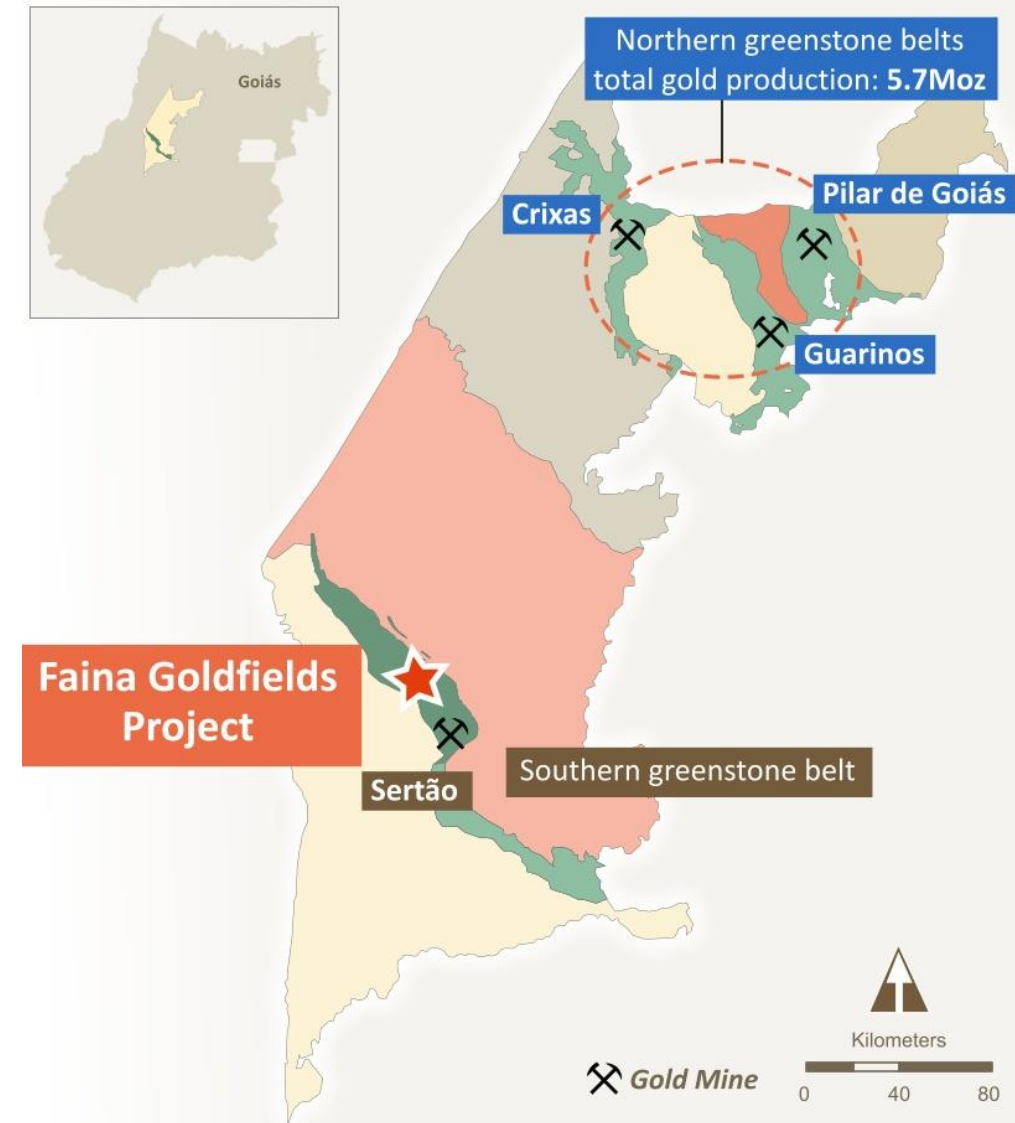 Goiás
Northern greenstone belts
total gold production: 5.7Moz
Crixas
Pilar de Goiás
Guarinos
Faina Goldfields
Project
Sertão
Southern greenstone belt
Kilometers
Gold Mine
0 40 80